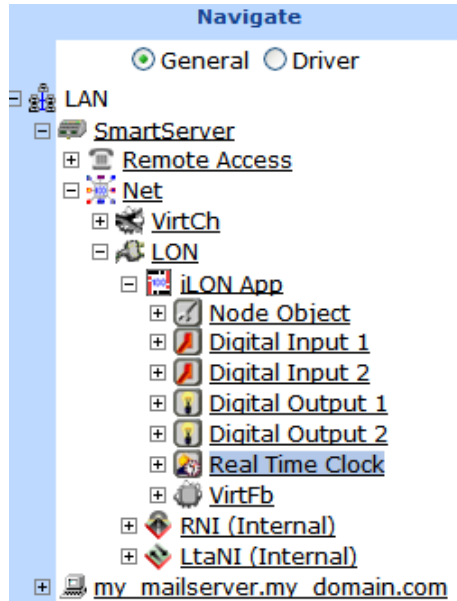 Navigate
General Driver
LAN
SmartServer
Remote Access
Net
VirtCh
LON
iLON App
Node Object
Digital Input 1
Digital Input 2
Digital Output 1
Digital Output 2
Real Time Clock
VirtFb
RNI (Internal)
LtaNI (Internal)
my_mailserver.my_domain.com